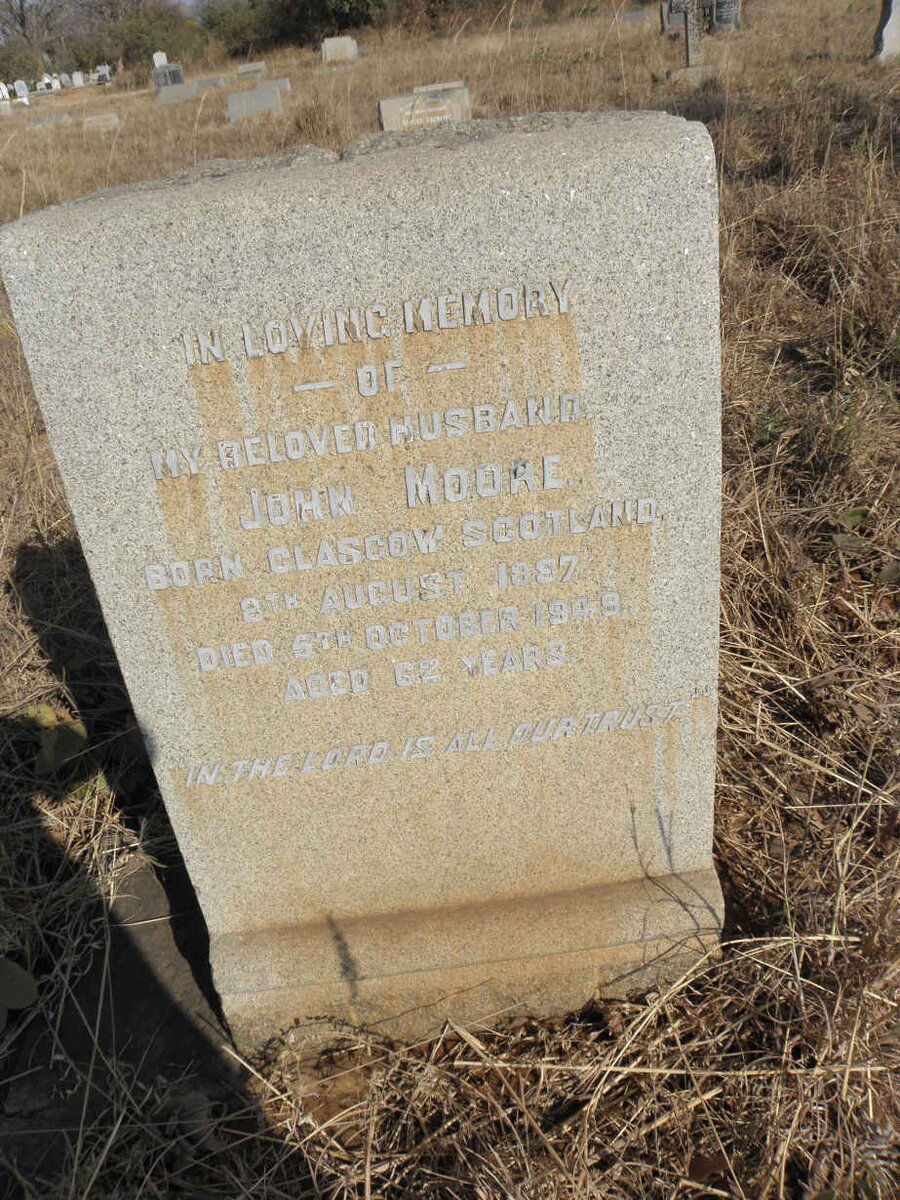 IN LOVING MEMORY
— OF —
MY BELOVED HUSBAND
JOHN MOORE
BORN GLASGOW SCOTLAND,
8TH AUGUST 1887
DIED 5TH OCTOBER 1949
AGED 62 YEARS.
"IN THE LORD IS ALL OUR TRUST."